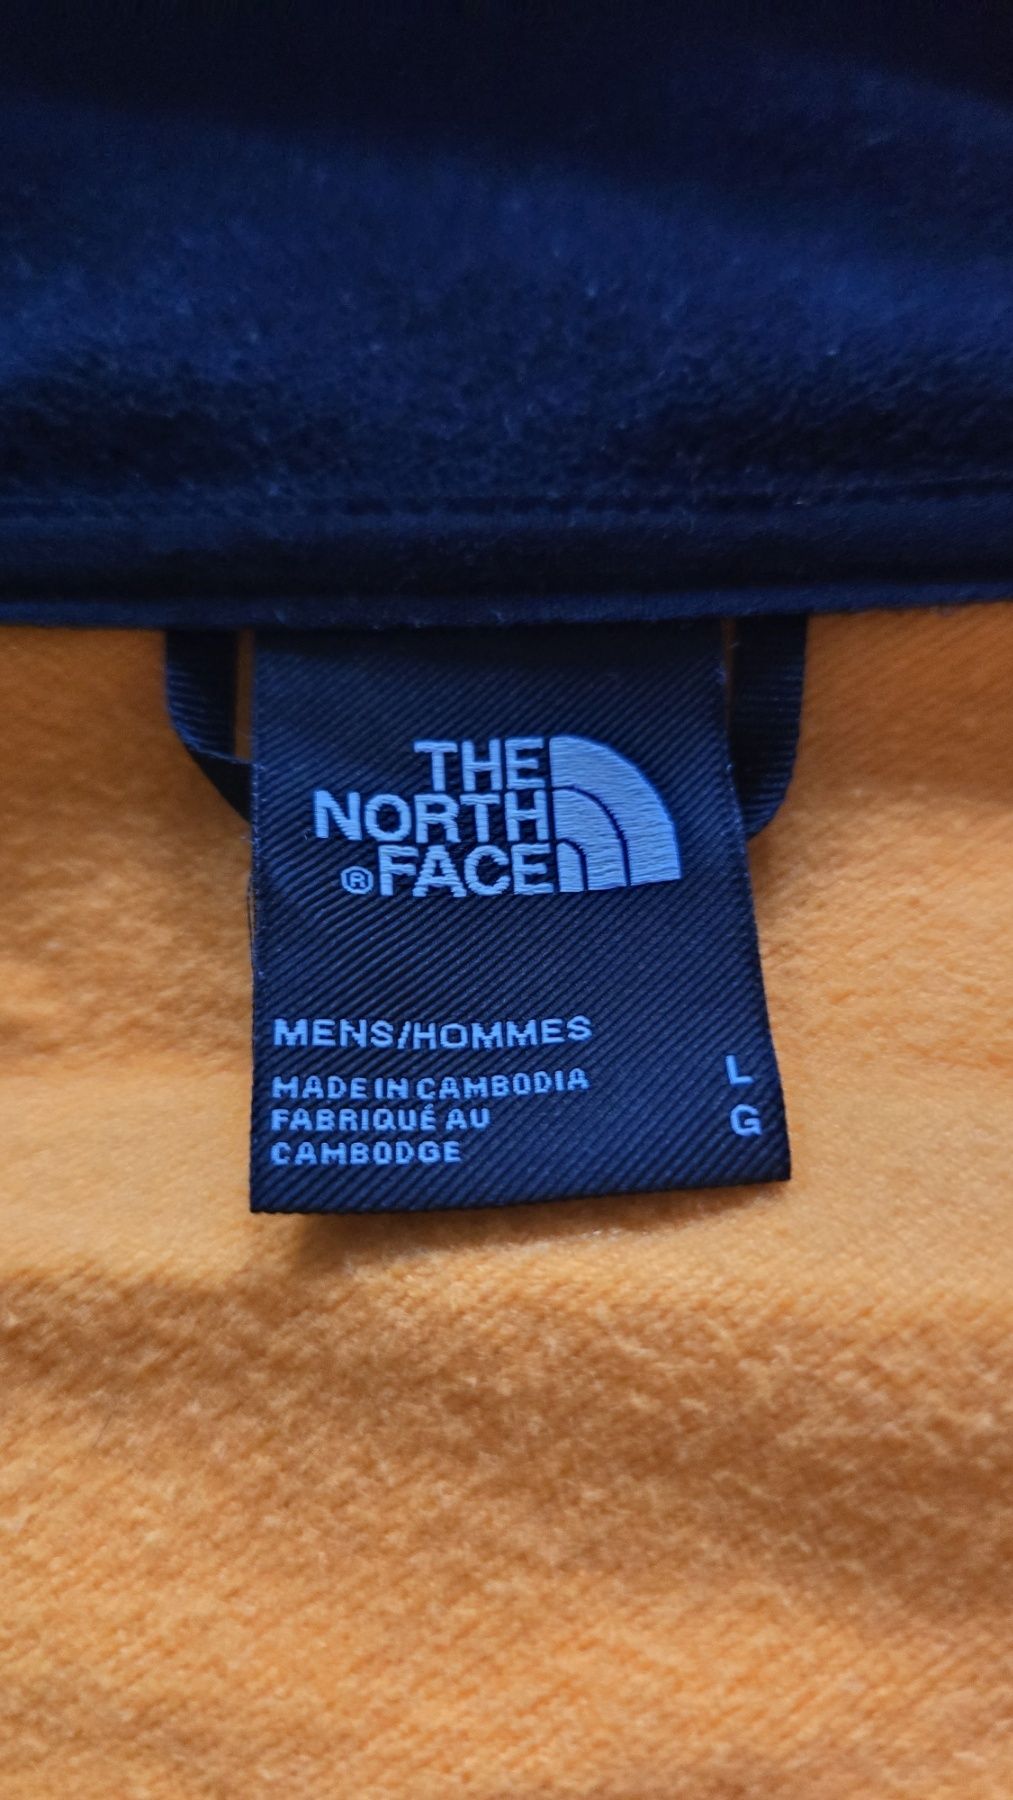 THE
NORTH
® FACE
MENS/HOMMES
MADE IN CAMBODIA
FABRIQUÉ AU
CAMBODGE
L
G